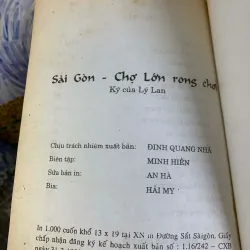 Sài Gòn - Chợ Lớn rong chơi
Ký của Lý Lan
Chịu trách nhiệm xuất bản: ĐINH QUANG NHÃ
Biên tập: MINH HIỀN
Sửa bản in: AN HÀ
Bìa: HẢI MY
In 1.000 cuốn khổ 13 x 19 tại XN in Đường Sắt Sàigòn. Giấy
chấp nhận đăng ký kế hoạch xuất bản số : 1.16/242 - CXB